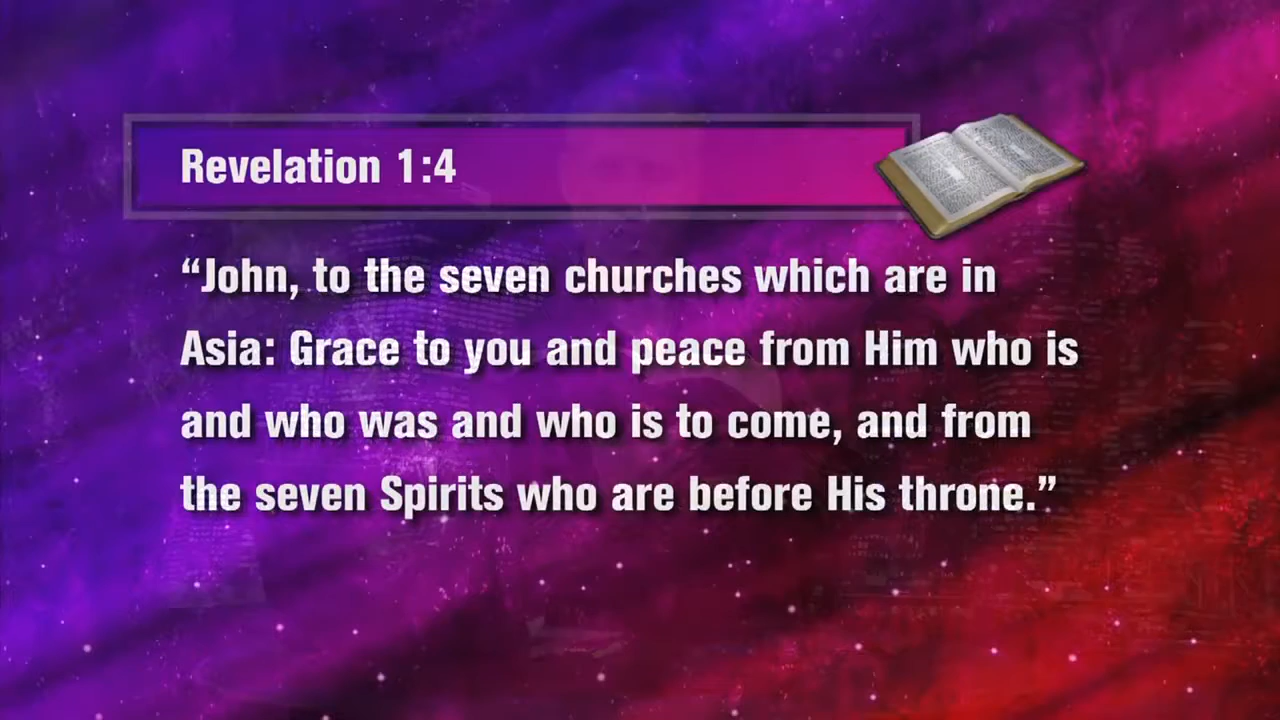 Revelation 1:4
“John, to the seven churches which are in
Asia: Grace to you and peace from Him who is
and who was and who is to come, and from
the seven Spirits who are before His throne.”